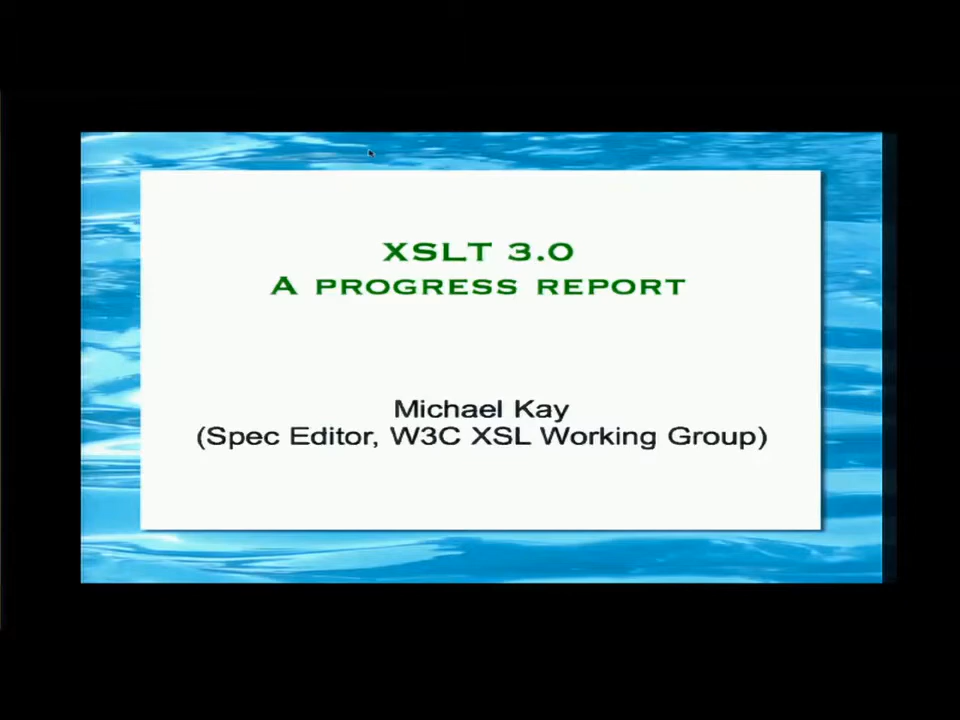 XSLT 3.0
A PROGRESS REPORT
Michael Kay
(Spec Editor, W3C XSL Working Group)